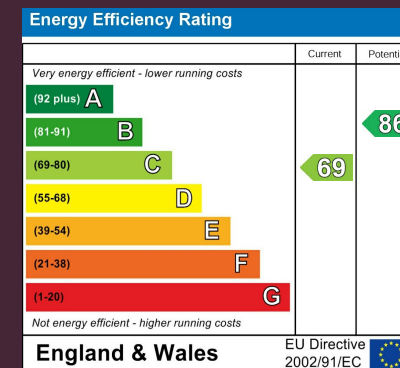 Energy Efficiency Rating
Current Potenti
Very energy efficient - lower running costs
(92 plus) A
(81-91) B
86
(69-80) C
69
(55-68) D
(39-54) E
(21-38) F
(1-20) G
Not energy efficient - higher running costs
England & Wales
EU Directive
2002/91/EC